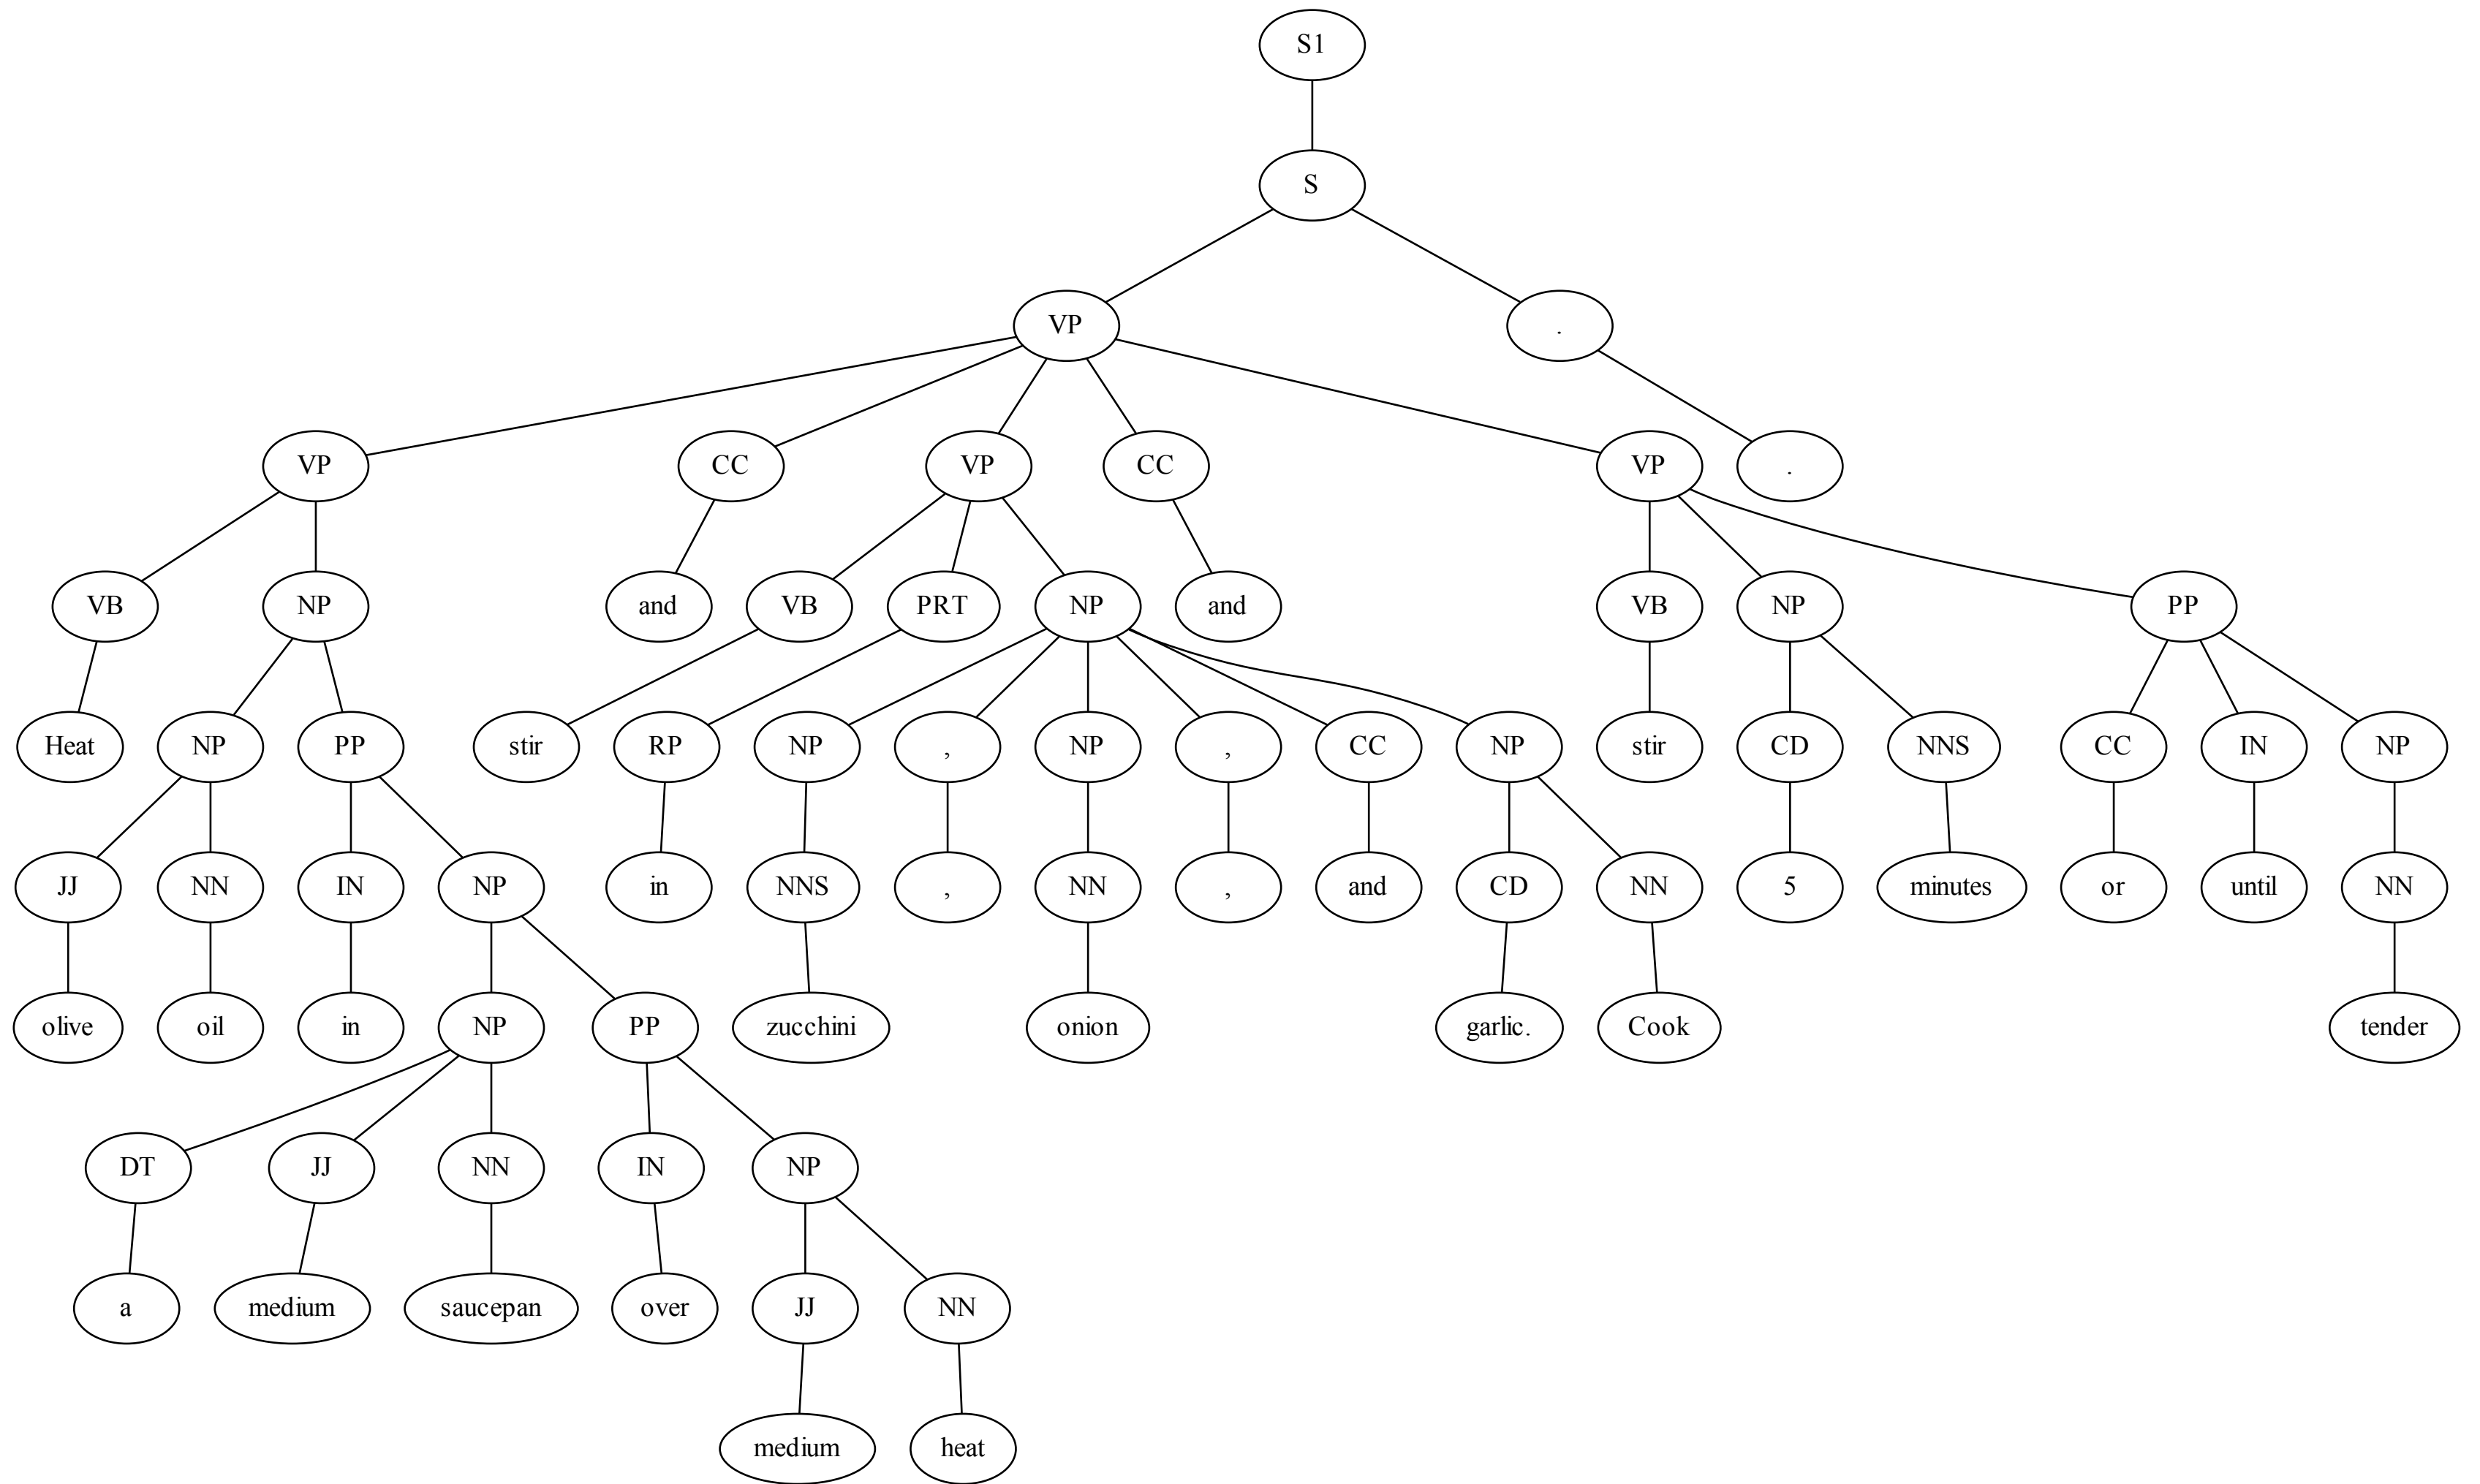 S1
S
VP .
VP CC VP CC VP .
VB NP and VB PRT NP and VB NP PP
Heat NP PP stir RP NP , NP , CC NP stir CD NNS CC IN NP
JJ NN IN NP in NNS , NN , and CD NN 5 minutes or until NN
olive oil in NP PP zucchini onion garlic. Cook tender
DT JJ NN IN NP
a medium saucepan over JJ NN
medium heat